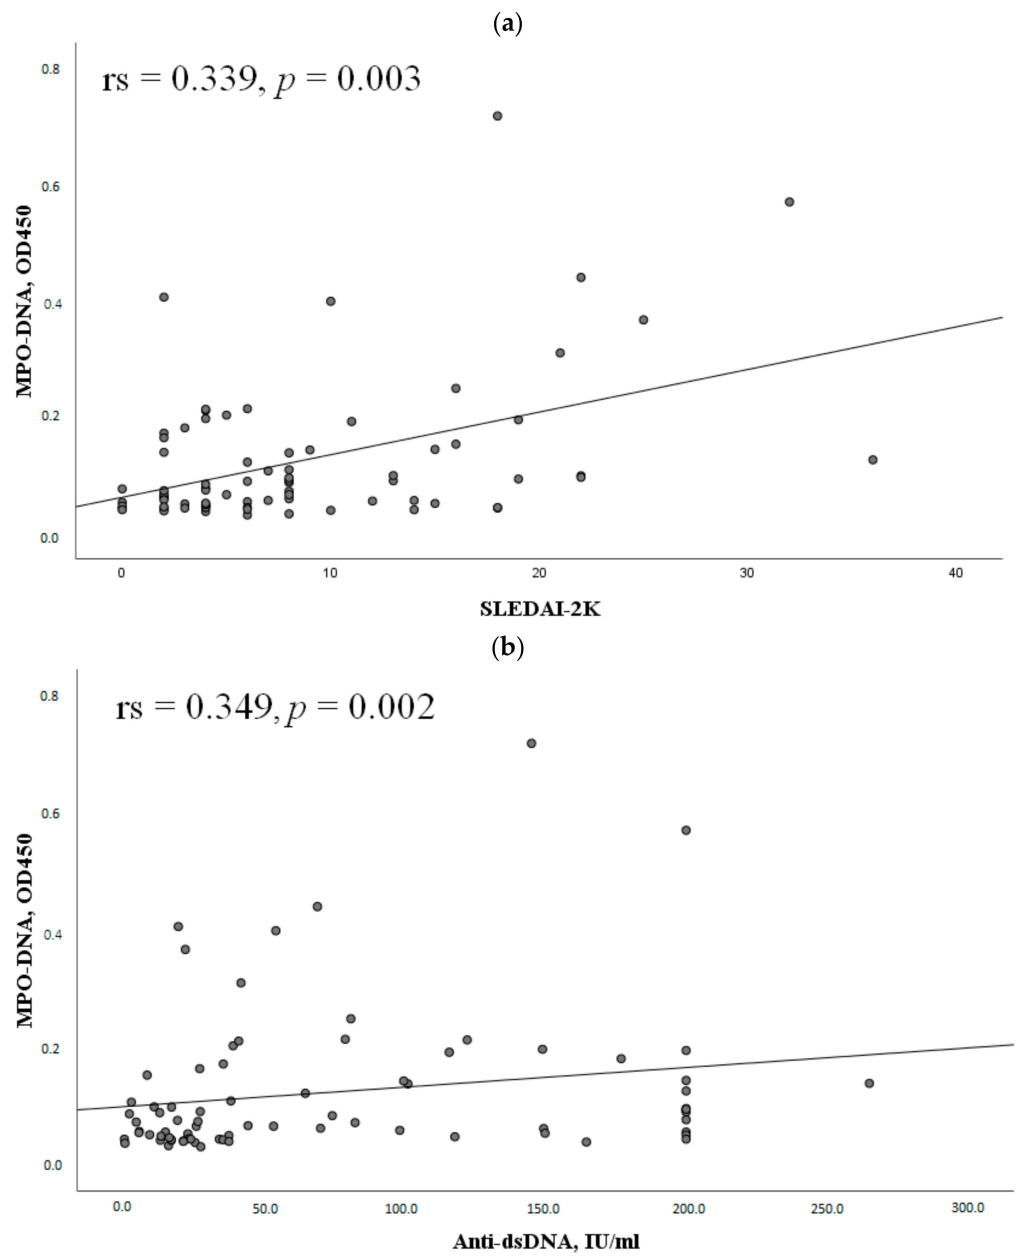 (a)
rs = 0.339, p = 0.003
MPO-DNA, OD450
0.8
0.6
0.4
0.2
0.0
0 10 20 30 40
SLEDAI-2K
(b)
rs = 0.349, p = 0.002
MPO-DNA, OD450
0.8
0.6
0.4
0.2
0.0
0.0 50.0 100.0 150.0 200.0 250.0 300.0
Anti-dsDNA, IU/ml